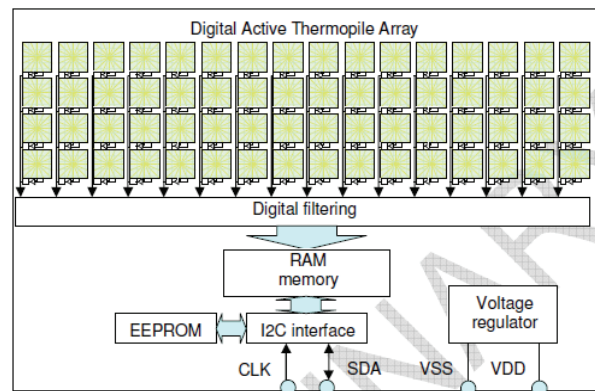 Digital Active Thermopile Array
Digital filtering
RAM
memory
EEPROM
I2C interface
Voltage
regulator
CLK
SDA
VSS
VDD